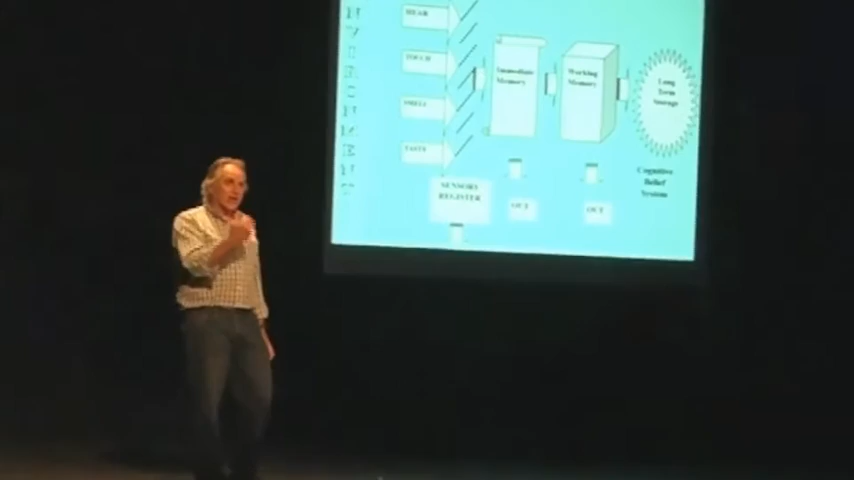 HEAR
TOUCH
SMELL
TASTE
SENSORY
REGISTER
Immediate
Memory
OUT
Working
Memory
OUT
Long
Term
Storage
Cognitive
Belief
System